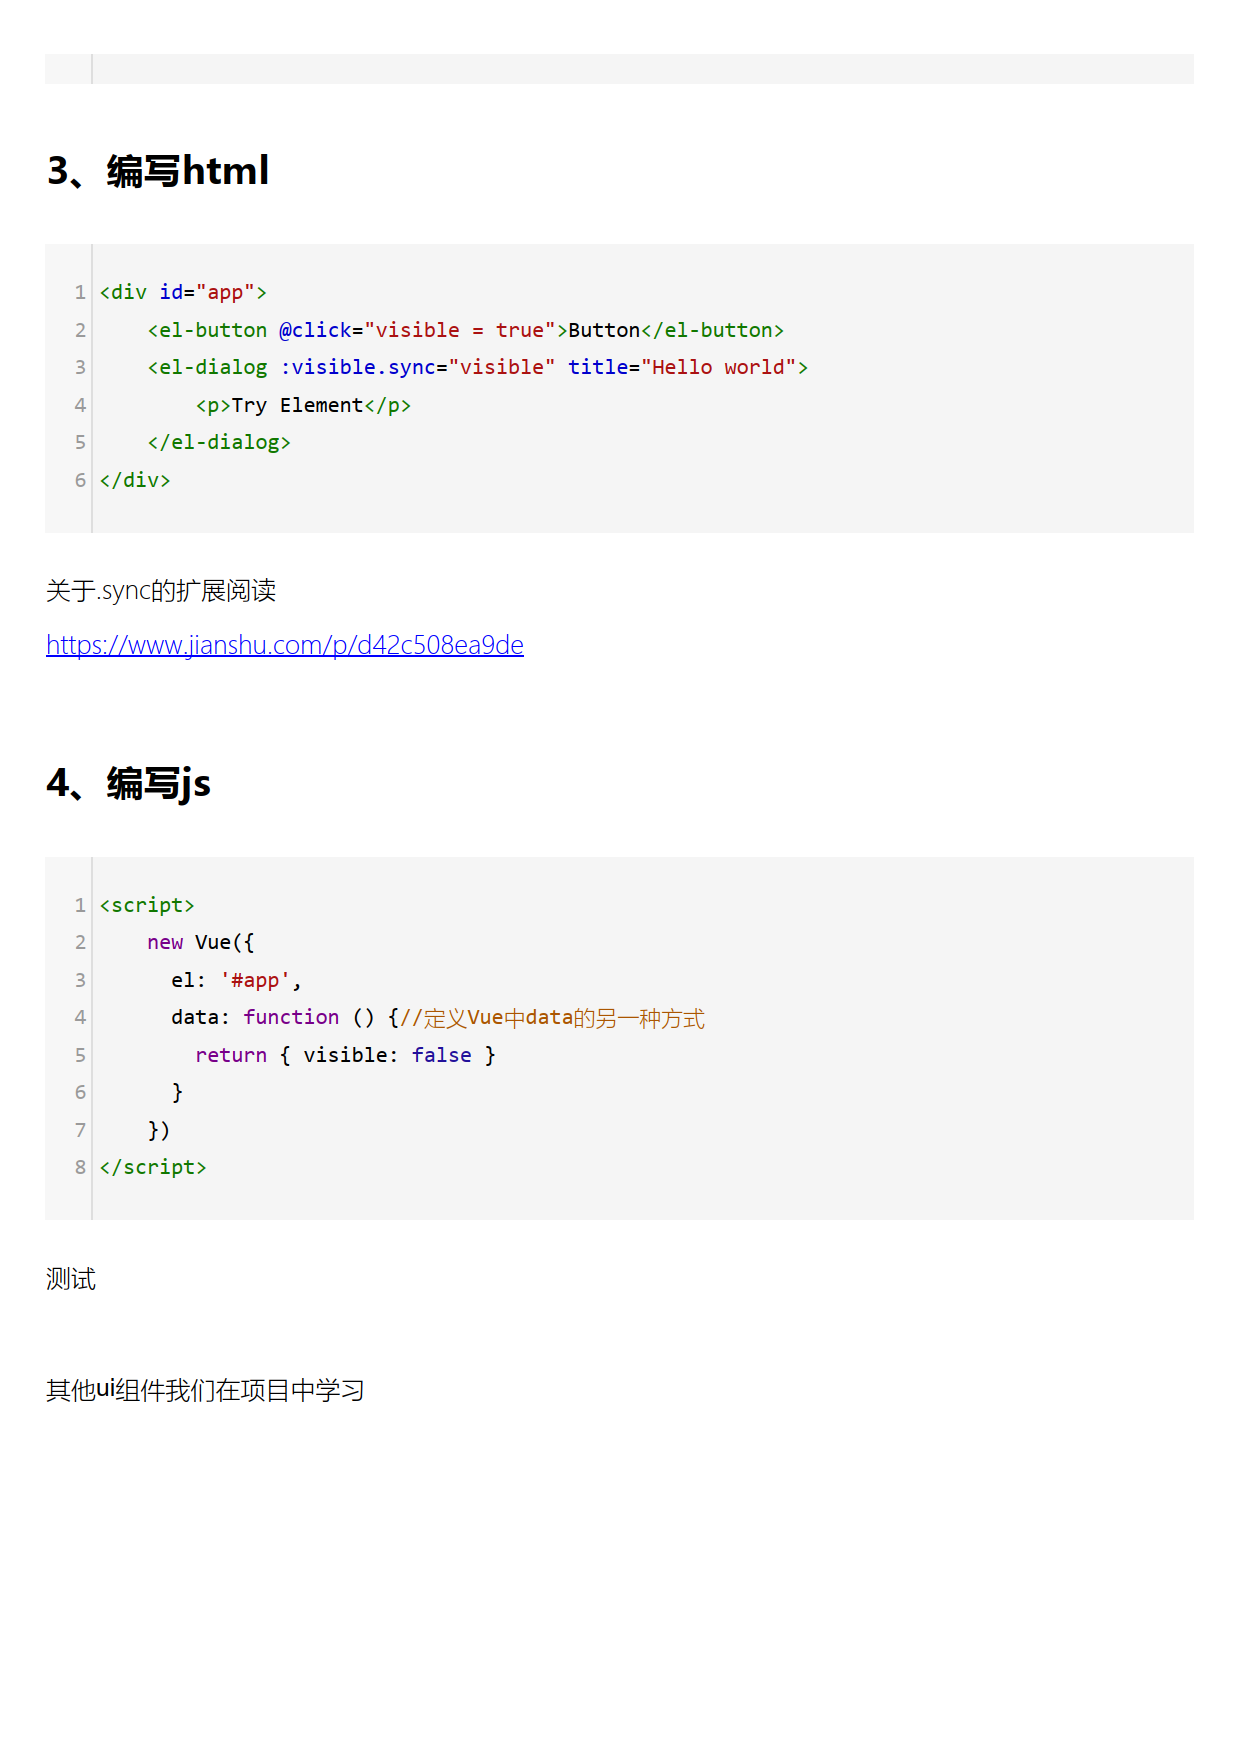 3、编写html
1 <div id="app">
2     <el-button @click="visible = true">Button</el-button>
3     <el-dialog :visible.sync="visible" title="Hello world">
4         <p>Try Element</p>
5     </el-dialog>
6 </div>
关于.sync的扩展阅读
https://www.jianshu.com/p/d42c508ea9de
4、编写js
1 <script>
2     new Vue({
3       el: '#app',
4       data: function () {//定义Vue中data的另一种方式
5         return { visible: false }
6       }
7     })
8 </script>
测试
其他ui组件我们在项目中学习